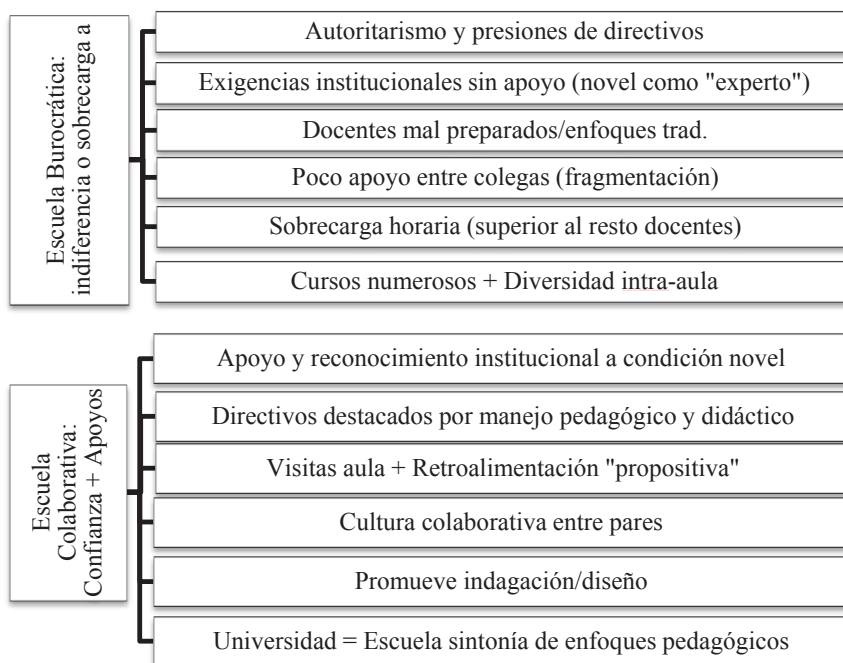 Escuela Burocrática:
indiferencia o sobrecarga a
Autoritarismo y presiones de directivos
Exigencias institucionales sin apoyo (novel como "experto")
Docentes mal preparados/enfoques trad.
Poco apoyo entre colegas (fragmentación)
Sobrecarga horaria (superior al resto docentes)
Cursos numerosos + Diversidad intra-aula
Escuela
Colaborativa:
Confianza + Apoyos
Apoyo y reconocimiento institucional a condición novel
Directivos destacados por manejo pedagógico y didáctico
Visitas aula + Retroalimentación "propositiva"
Cultura colaborativa entre pares
Promueve indagación/diseño
Universidad = Escuela sintonía de enfoques pedagógicos